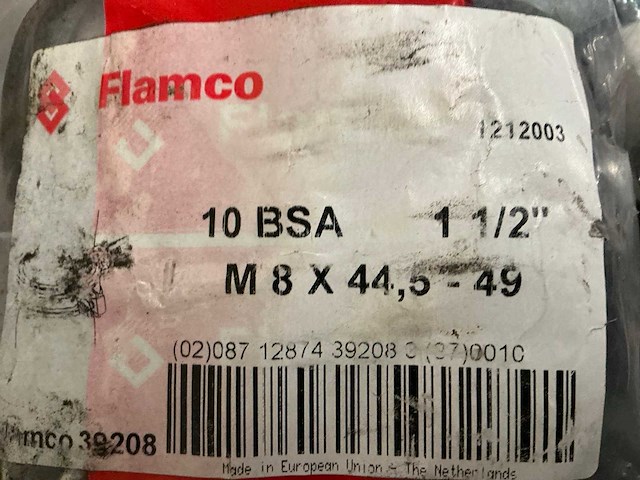 Flamco
1212003
10 BSA 1 1/2"
M 8 X 44,5 - 49
(02)087 12874 39208 3 (37)0010
Flamco 39208
Made in European Union - The Netherlands